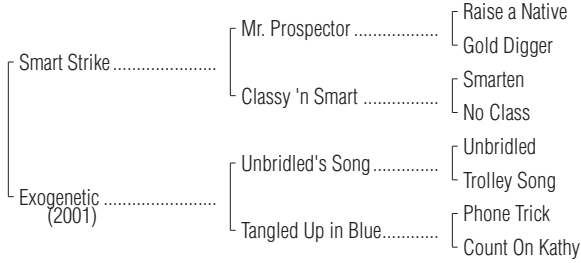 Raise a Native
Mr. Prospector ..................
Gold Digger
Smart Strike ......................
Smarten
Classy 'n Smart ................
No Class
Unbridled
Unbridled's Song ..............
Trolley Song
Exogenetic ........................
(2001)
Phone Trick
Tangled Up in Blue ............
Count On Kathy